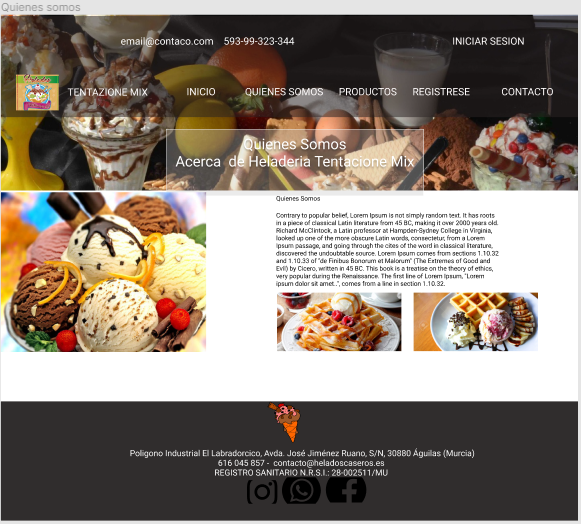 Quienes somos
email@contaco.com 593-99-323-344 INICIAR SESION
TENTAZIONE MIX INICIO QUIENES SOMOS PRODUCTOS REGISTRESE CONTACTO
Quienes Somos
Acerca de Heladeria Tentacione Mix
Quienes Somos
Contrary to popular belief, Lorem Ipsum is not simply random text. It has roots
in a piece of classical Latin literature from 45 BC, making it over 2000 years old.
Richard McClintock, a Latin professor at Hampden-Sydney College in Virginia,
looked up one of the more obscure Latin words, consectetur, from a Lorem
Ipsum passage, and going through the cites of the word in classical literature,
discovered the undoubtable source. Lorem Ipsum comes from sections 1.10.32
and 1.10.33 of "de Finibus Bonorum et Malorum" (The Extremes of Good and
Evil) by Cicero, written in 45 BC. This book is a treatise on the theory of ethics,
very popular during the Renaissance. The first line of Lorem Ipsum, "Lorem
ipsum dolor sit amet..", comes from a line in section 1.10.32.
Poligono Industrial El Labradorcico, Avda. José Jiménez Ruano, S/N, 30880 Águilas (Murcia)
616 045 857 - contacto@heladoscaseros.es
REGISTRO SANITARIO N.R.S.I.: 28-002511/MU